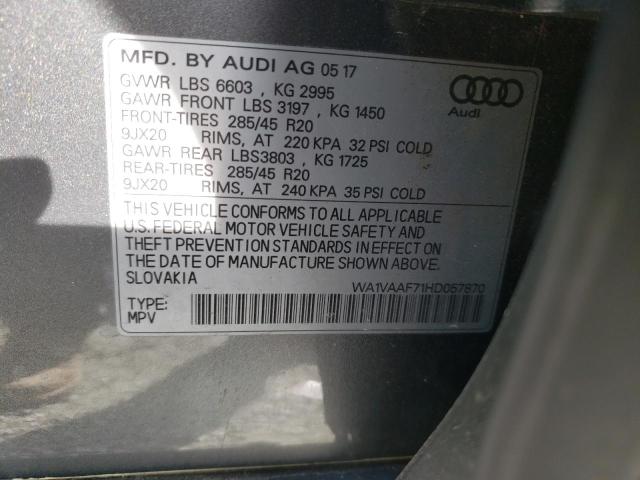 MFD. BY AUDI AG 05 17
GVWR LBS 6603 , KG 2995
GAWR FRONT LBS 3197 , KG 1450
FRONT-TIRES 285/45 R20
9JX20 RIMS, AT 220 KPA 32 PSI COLD
GAWR REAR LBS3803 , KG 1725
REAR-TIRES 285/45 R20
9JX20 RIMS, AT 240 KPA 35 PSI COLD
Audi
THIS VEHICLE CONFORMS TO ALL APPLICABLE
U.S. FEDERAL MOTOR VEHICLE SAFETY AND
THEFT PREVENTION STANDARDS IN EFFECT ON
THE DATE OF MANUFACTURE SHOWN ABOVE.
SLOVAKIA
WA1VAAF71HD057870
TYPE:
MPV